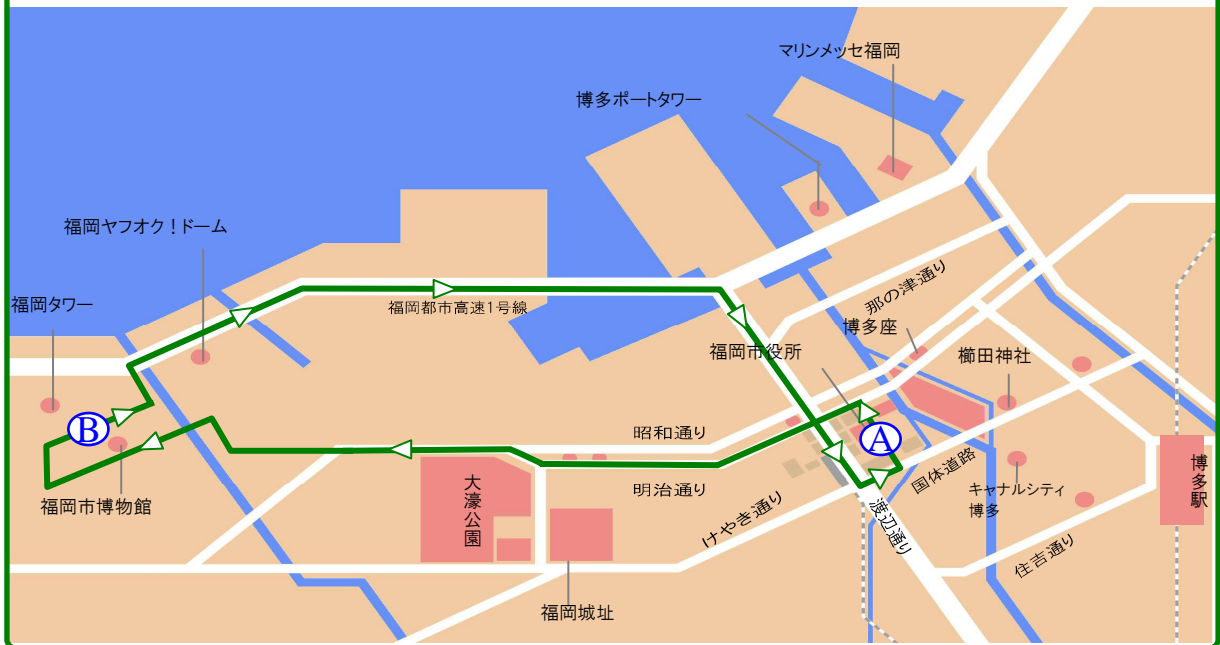 マリンメッセ福岡
博多ポートタワー
福岡ヤフオク！ドーム
福岡タワー
福岡都市高速1号線
那の津通り
博多座
福岡市役所
櫛田神社
B
A
昭和通り
明治通り
国体道路
大濠公園
博多駅
キャナルシティ
博多
福岡市博物館
けやき通り
渡辺通り
住吉通り
福岡城址